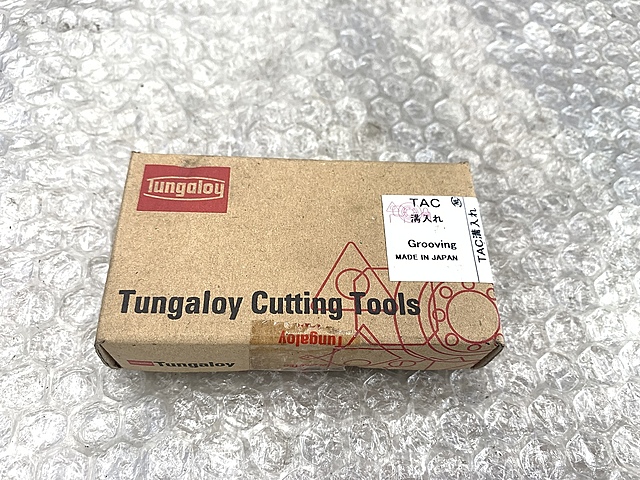 Tungaloy
TAC
溝入れ
Grooving
MADE IN JAPAN
TAC溝入れ
Tungaloy Cutting Tools
Tungaloy
Tungaloy